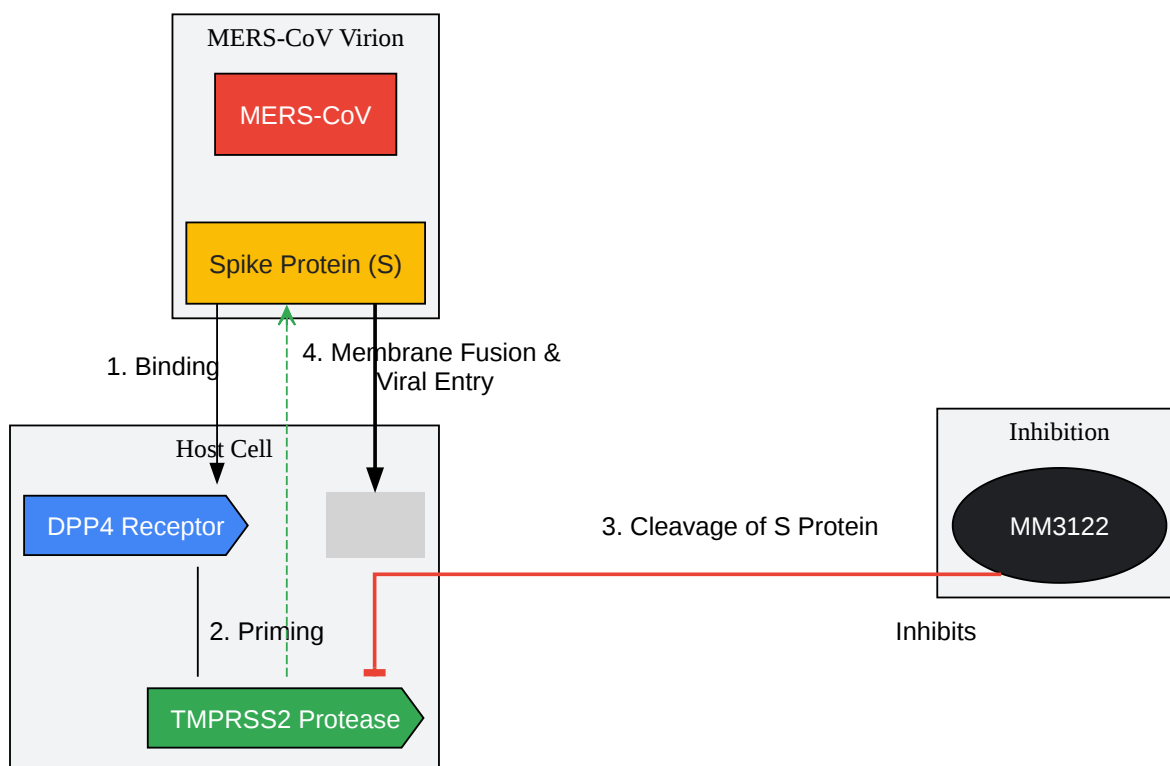 MERS-CoV Virion
MERS-CoV
Spike Protein (S)
1. Binding
4. Membrane Fusion &
Viral Entry
Host Cell
Inhibition
DPP4 Receptor
3. Cleavage of S Protein
MM3122
2. Priming
Inhibits
TMPRSS2 Protease